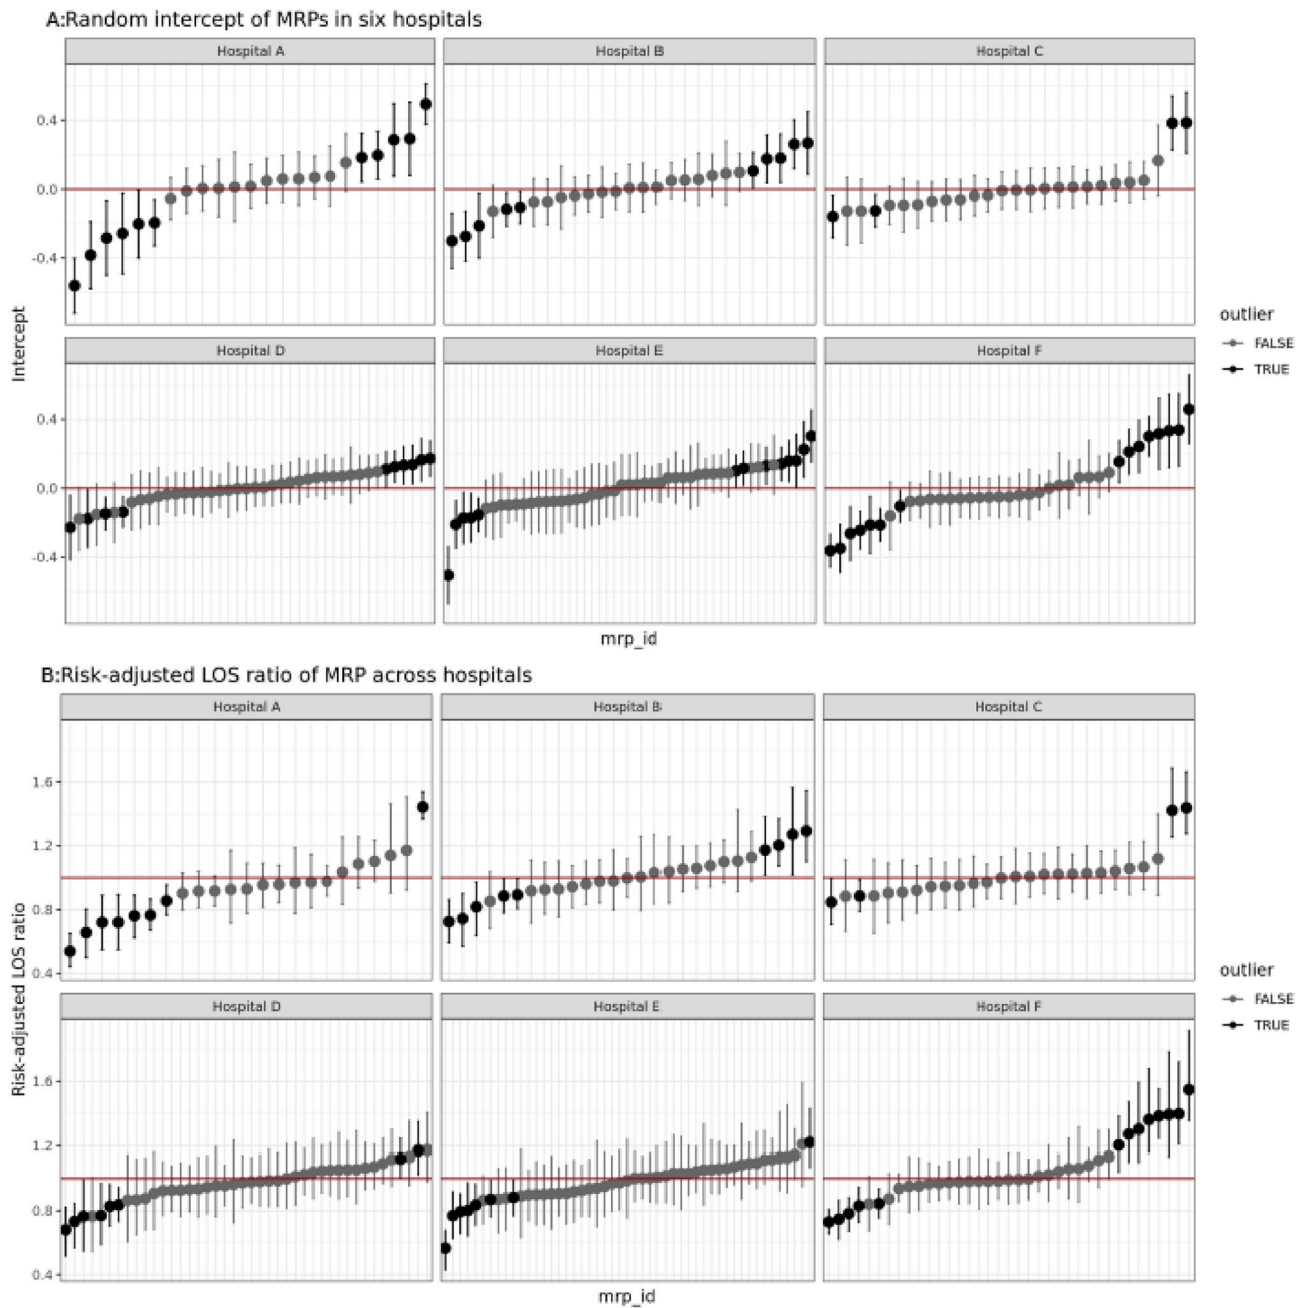 A:Random intercept of MRPs in six hospitals
Hospital A
Hospital B
Hospital C
0.4
0.0
-0.4
Hospital D
Hospital E
Hospital F
0.4
0.0
-0.4
Intercept
mrp_id
outlier
FALSE
TRUE
B:Risk-adjusted LOS ratio of MRP across hospitals
Hospital A
Hospital B
Hospital C
1.6
1.2
0.8
0.4
Hospital D
Hospital E
Hospital F
1.6
1.2
0.8
0.4
Risk-adjusted LOS ratio
mrp_id
outlier
FALSE
TRUE